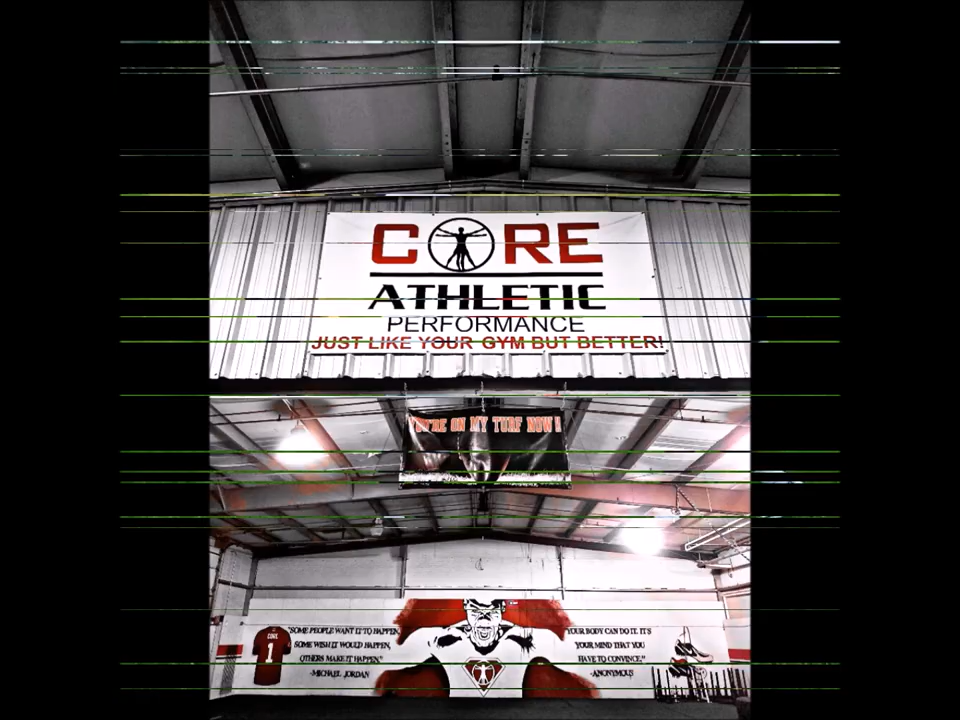 CORE
ATHLETIC
PERFORMANCE
JUST LIKE YOUR GYM BUT BETTER!
YOU'RE ON MY TURF NOW!!
"SOME PEOPLE WANT IT TO HAPPEN,
SOME WISH IT WOULD HAPPEN,
OTHERS MAKE IT HAPPEN."
-MICHAEL JORDAN
CORE
1
YOUR BODY CAN DO IT. IT'S
YOUR MIND THAT YOU
HAVE TO CONVINCE."
-ANONYMOUS